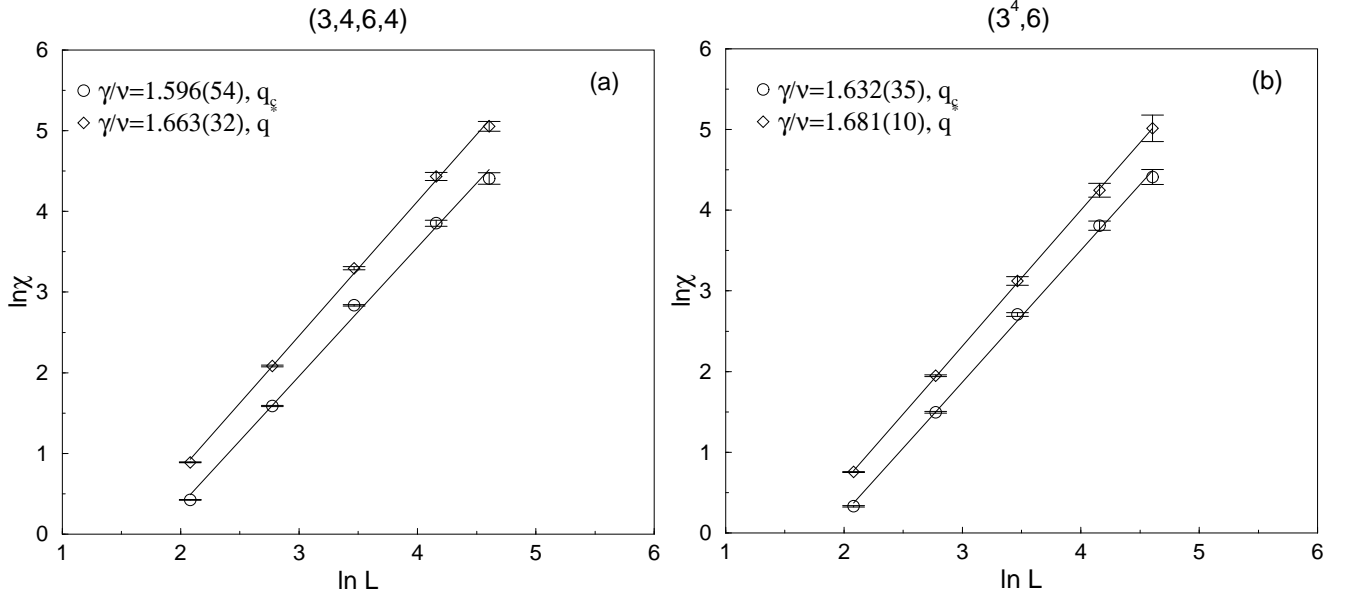 (3,4,6,4)
6
5
4
3
2
1
0
1 2 3 4 5 6
lnχ
ln L
γ/ν=1.596(54), q_c
γ/ν=1.663(32), q*
(a)
(3⁴,6)
6
5
4
3
2
1
0
1 2 3 4 5 6
lnχ
ln L
γ/ν=1.632(35), q_c
γ/ν=1.681(10), q*
(b)